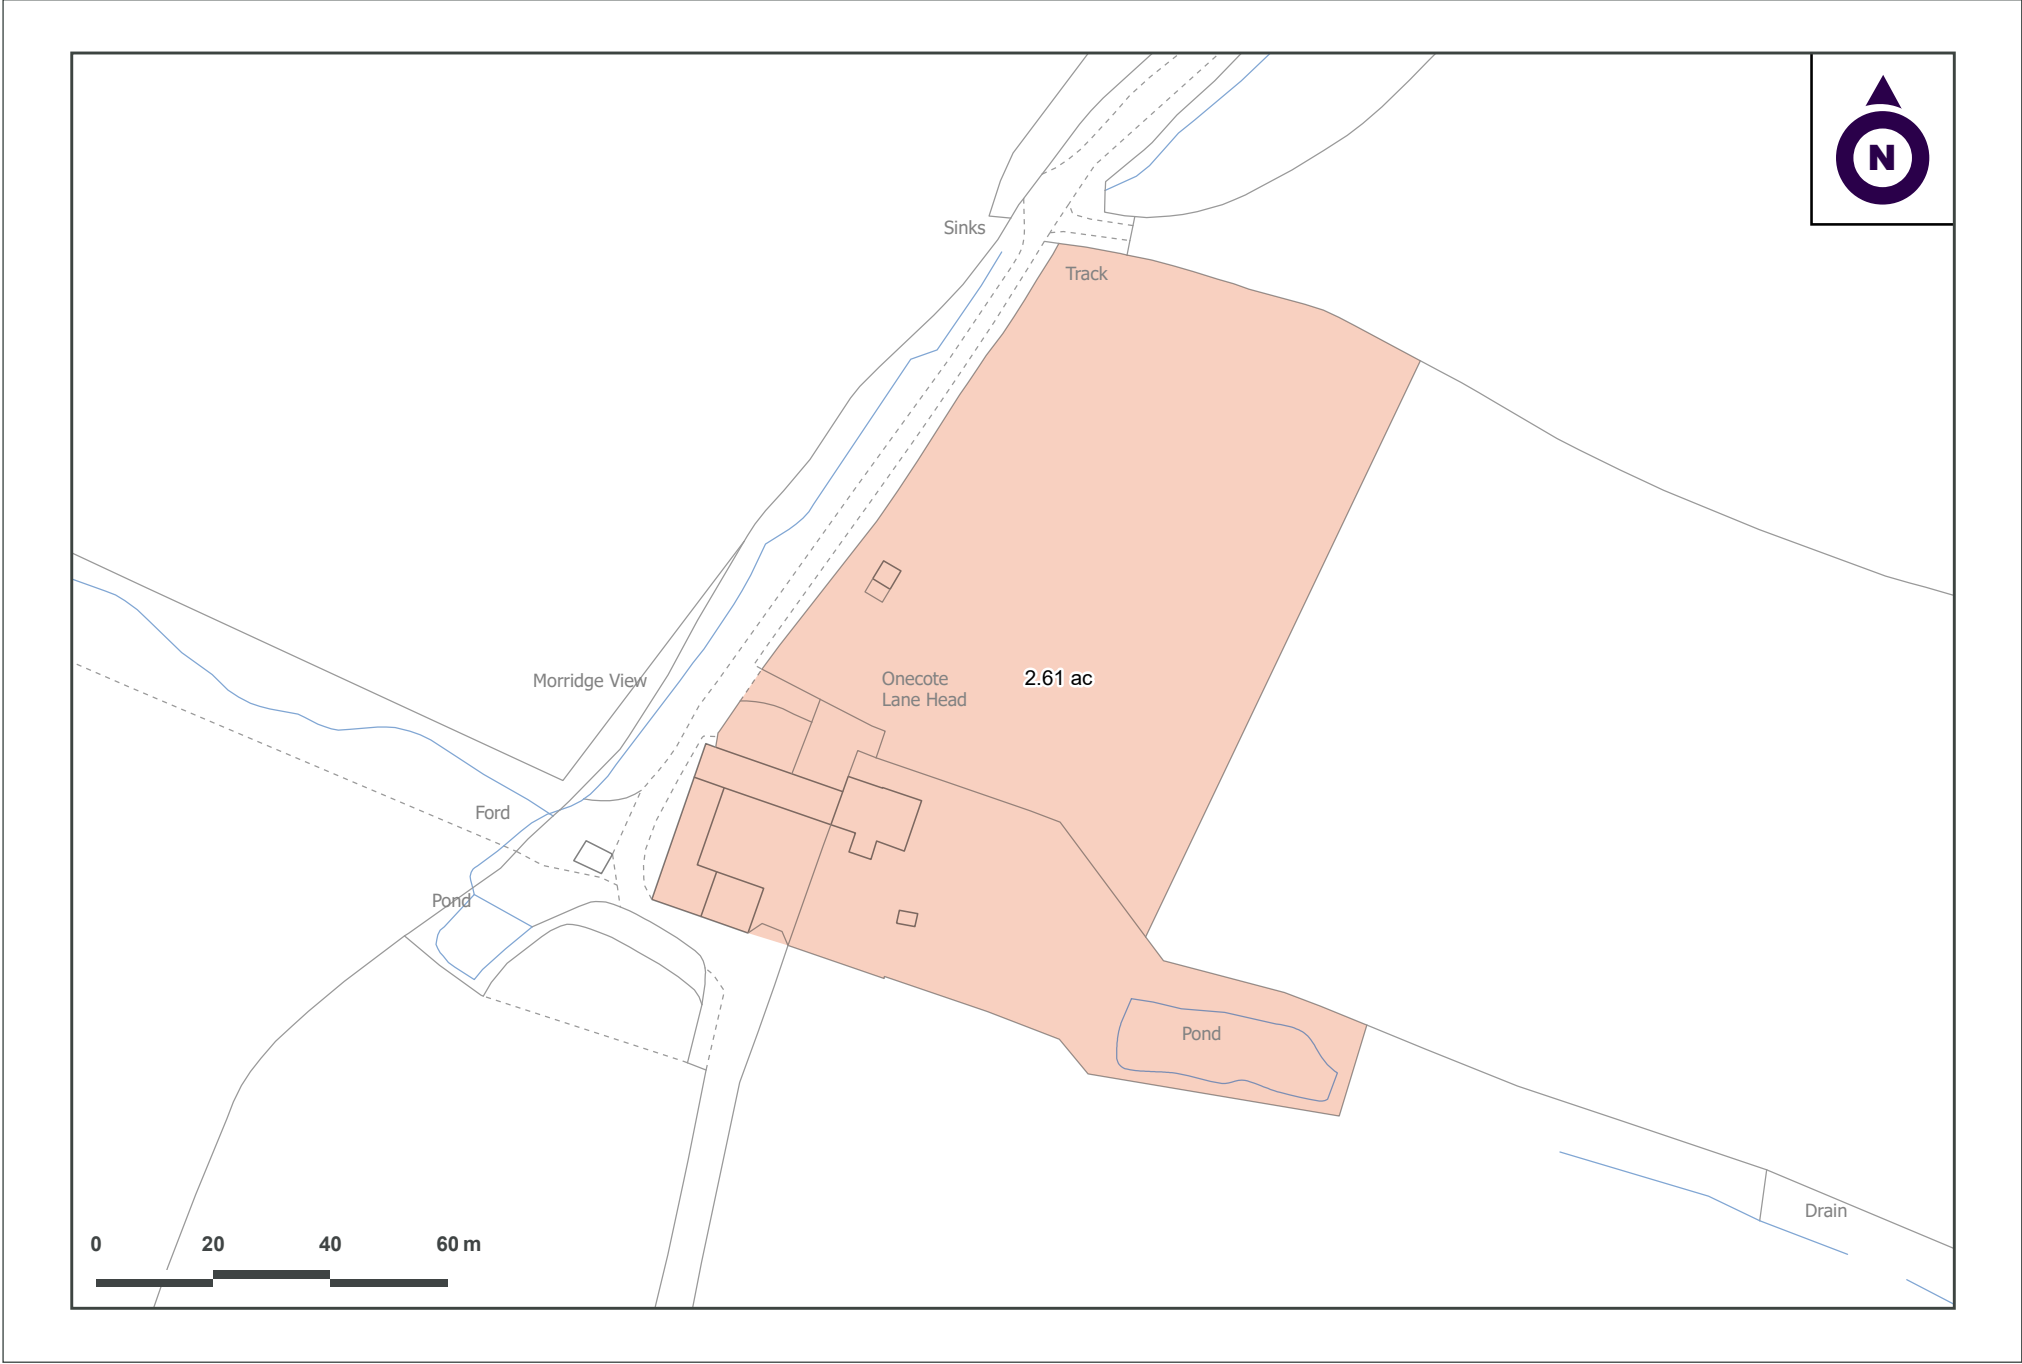 N
Sinks
Track
Morridge View
Onecote
Lane Head
2.61 ac
Ford
Pond
Pond
Drain
0 20 40 60 m